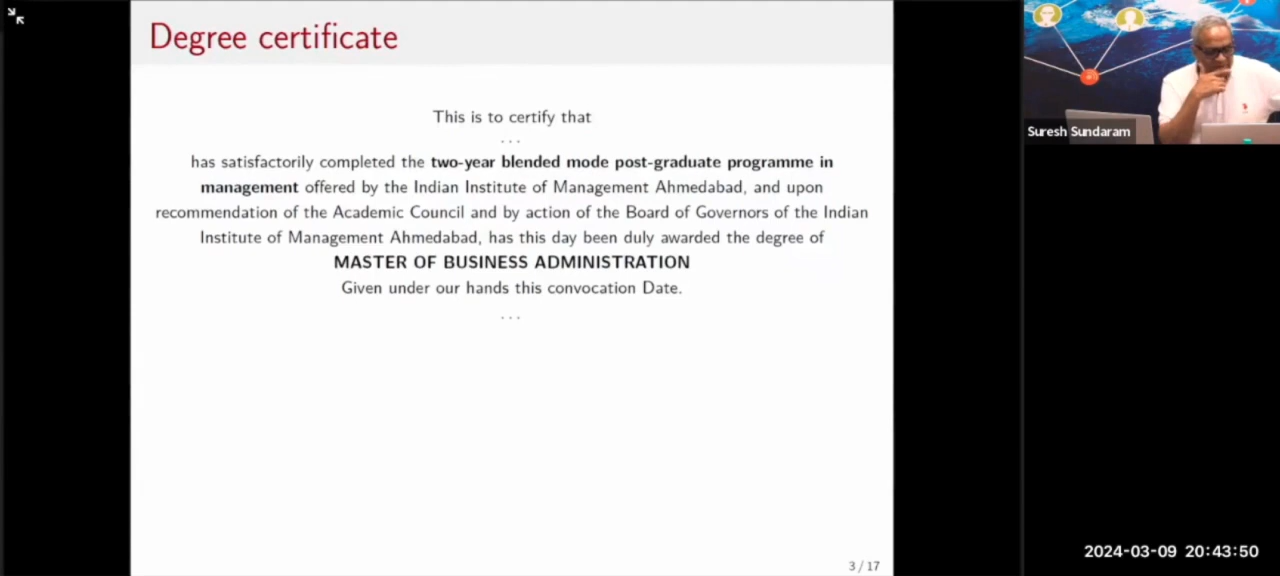 Degree certificate
This is to certify that
. . .
has satisfactorily completed the two-year blended mode post-graduate programme in
management offered by the Indian Institute of Management Ahmedabad, and upon
recommendation of the Academic Council and by action of the Board of Governors of the Indian
Institute of Management Ahmedabad, has this day been duly awarded the degree of
MASTER OF BUSINESS ADMINISTRATION
Given under our hands this convocation Date.
. . .
3 / 17
Suresh Sundaram
2024-03-09 20:43:50